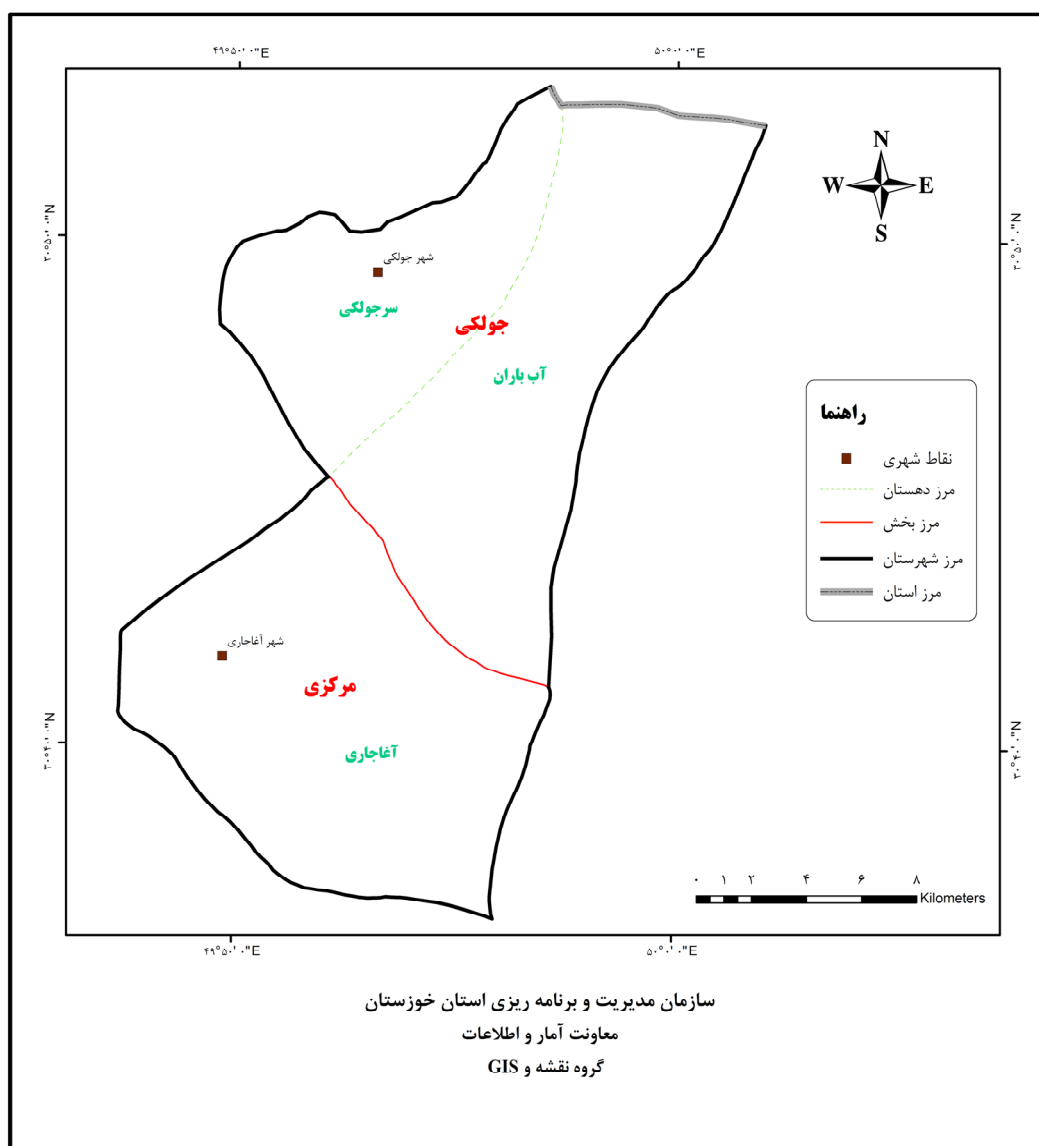 ۴۹°۵۰'۰"E
۵۰°۰'۰"E
N
W E
S
۳۰°۵۰'۰"N
۳۰°۵۰'۰"N
شهر جولکی
سرجولکی
جولکی
آب باران
راهنما
نقاط شهری
مرز دهستان
مرز بخش
مرز شهرستان
مرز استان
شهر آغاجاری
مرکزی
آغاجاری
۳۰°۴۰'۰"N
۳۰°۴۰'۰"N
۰ ۱ ۲ ۴ ۶ ۸
Kilometers
۴۹°۵۰'۰"E
۵۰°۰'۰"E
سازمان مدیریت و برنامه ریزی استان خوزستان
معاونت آمار و اطلاعات
گروه نقشه و GIS